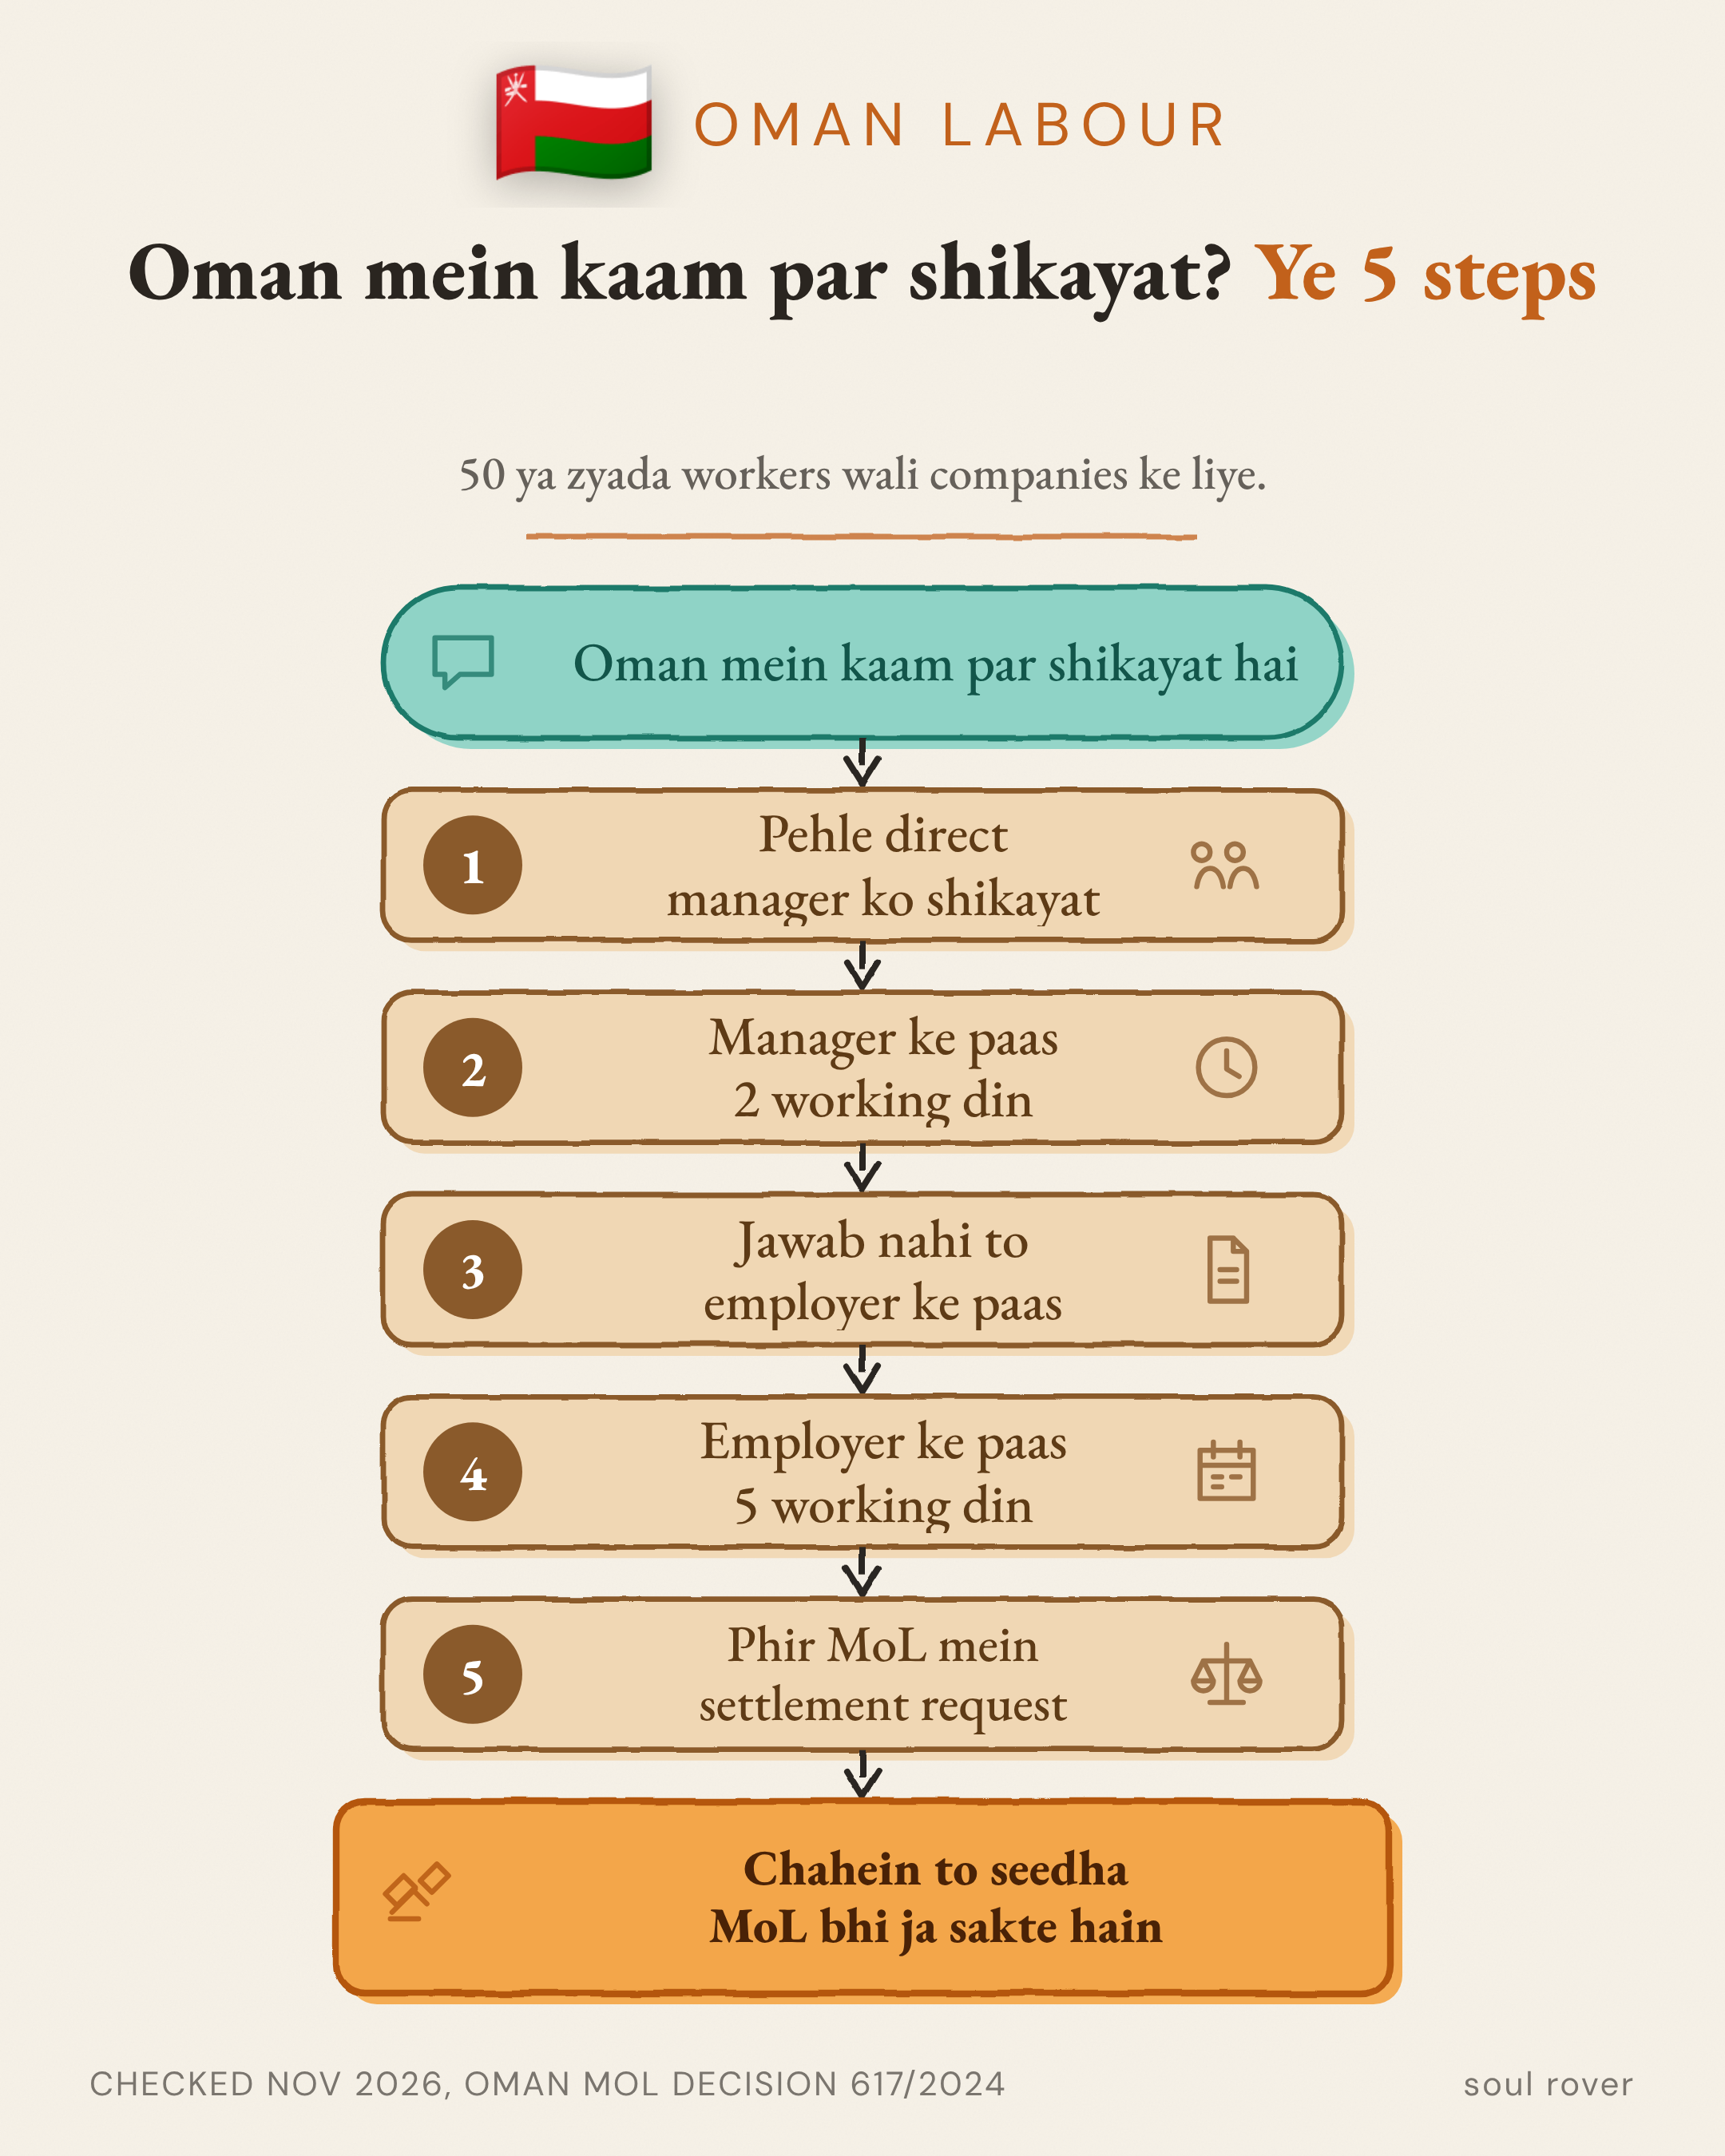 OMAN LABOUR
Oman mein kaam par shikayat? Ye 5 steps
50 ya zyada workers wali companies ke liye.
Oman mein kaam par shikayat hai
1
Pehle direct
manager ko shikayat
2
Manager ke paas
2 working din
3
Jawab nahi to
employer ke paas
4
Employer ke paas
5 working din
5
Phir MoL mein
settlement request
Chahein to seedha
MoL bhi ja sakte hain
CHECKED NOV 2026, OMAN MOL DECISION 617/2024
soul rover